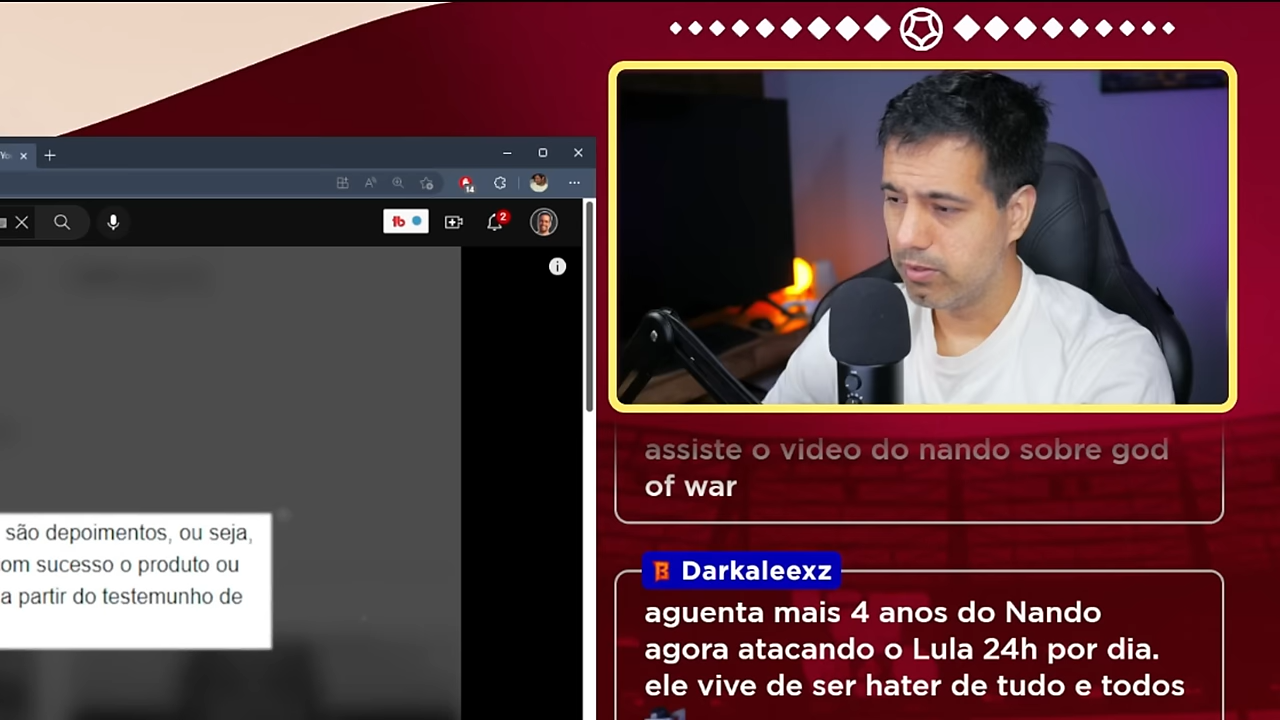 2
14
são depoimentos, ou seja,
om sucesso o produto ou
a partir do testemunho de
assiste o video do nando sobre god
of war
Darkaleexz
aguenta mais 4 anos do Nando
agora atacando o Lula 24h por dia.
ele vive de ser hater de tudo e todos